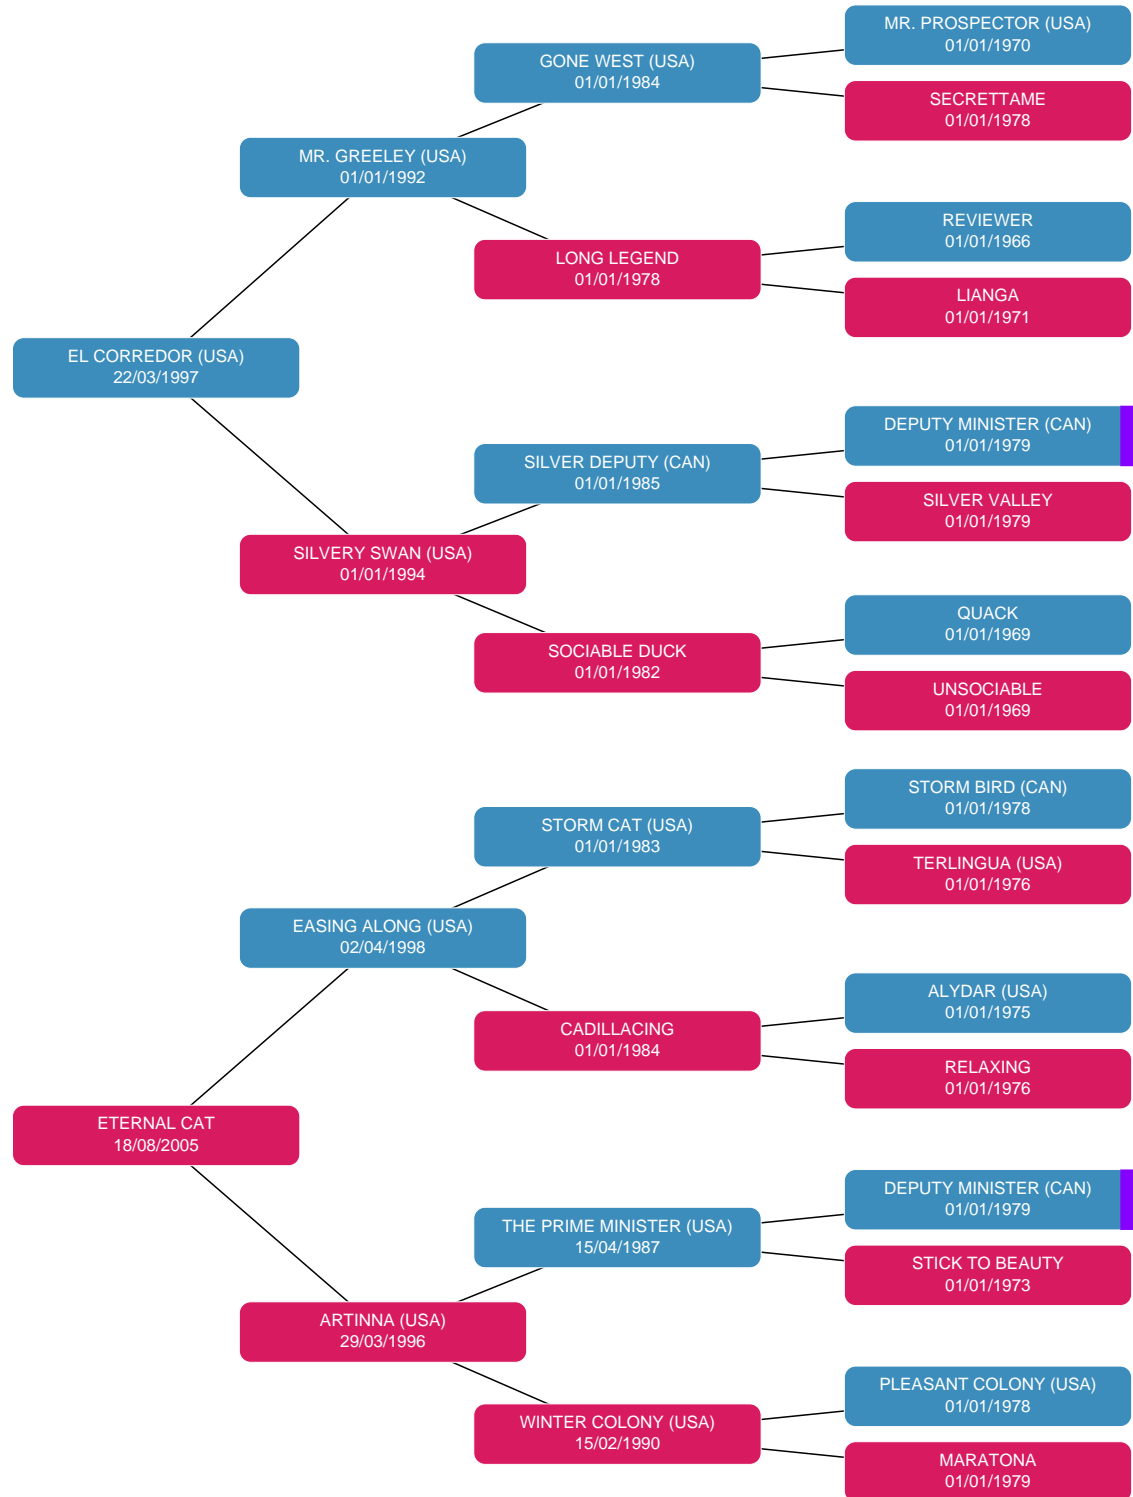 MR. PROSPECTOR (USA)
01/01/1970
GONE WEST (USA)
01/01/1984
SECRETTAME
01/01/1978
MR. GREELEY (USA)
01/01/1992
REVIEWER
01/01/1966
LONG LEGEND
01/01/1978
LIANGA
01/01/1971
EL CORREDOR (USA)
22/03/1997
DEPUTY MINISTER (CAN)
01/01/1979
SILVER DEPUTY (CAN)
01/01/1985
SILVER VALLEY
01/01/1979
SILVERY SWAN (USA)
01/01/1994
QUACK
01/01/1969
SOCIABLE DUCK
01/01/1982
UNSOCIABLE
01/01/1969
STORM BIRD (CAN)
01/01/1978
STORM CAT (USA)
01/01/1983
TERLINGUA (USA)
01/01/1976
EASING ALONG (USA)
02/04/1998
ALYDAR (USA)
01/01/1975
CADILLACING
01/01/1984
RELAXING
01/01/1976
ETERNAL CAT
18/08/2005
DEPUTY MINISTER (CAN)
01/01/1979
THE PRIME MINISTER (USA)
15/04/1987
STICK TO BEAUTY
01/01/1973
ARTINNA (USA)
29/03/1996
PLEASANT COLONY (USA)
01/01/1978
WINTER COLONY (USA)
15/02/1990
MARATONA
01/01/1979